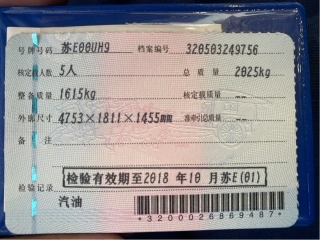 号牌号码 苏E00UH9 档案编号 320503249756
核定载人数 5人 总质量 2025kg
整备质量 1615kg 核定载质量 --
外廓尺寸 4753×1811×1455mm 准牵引总质量 --
备注
检验有效期至2018年10月苏E(01)
检验记录
汽油
*3200026869487*